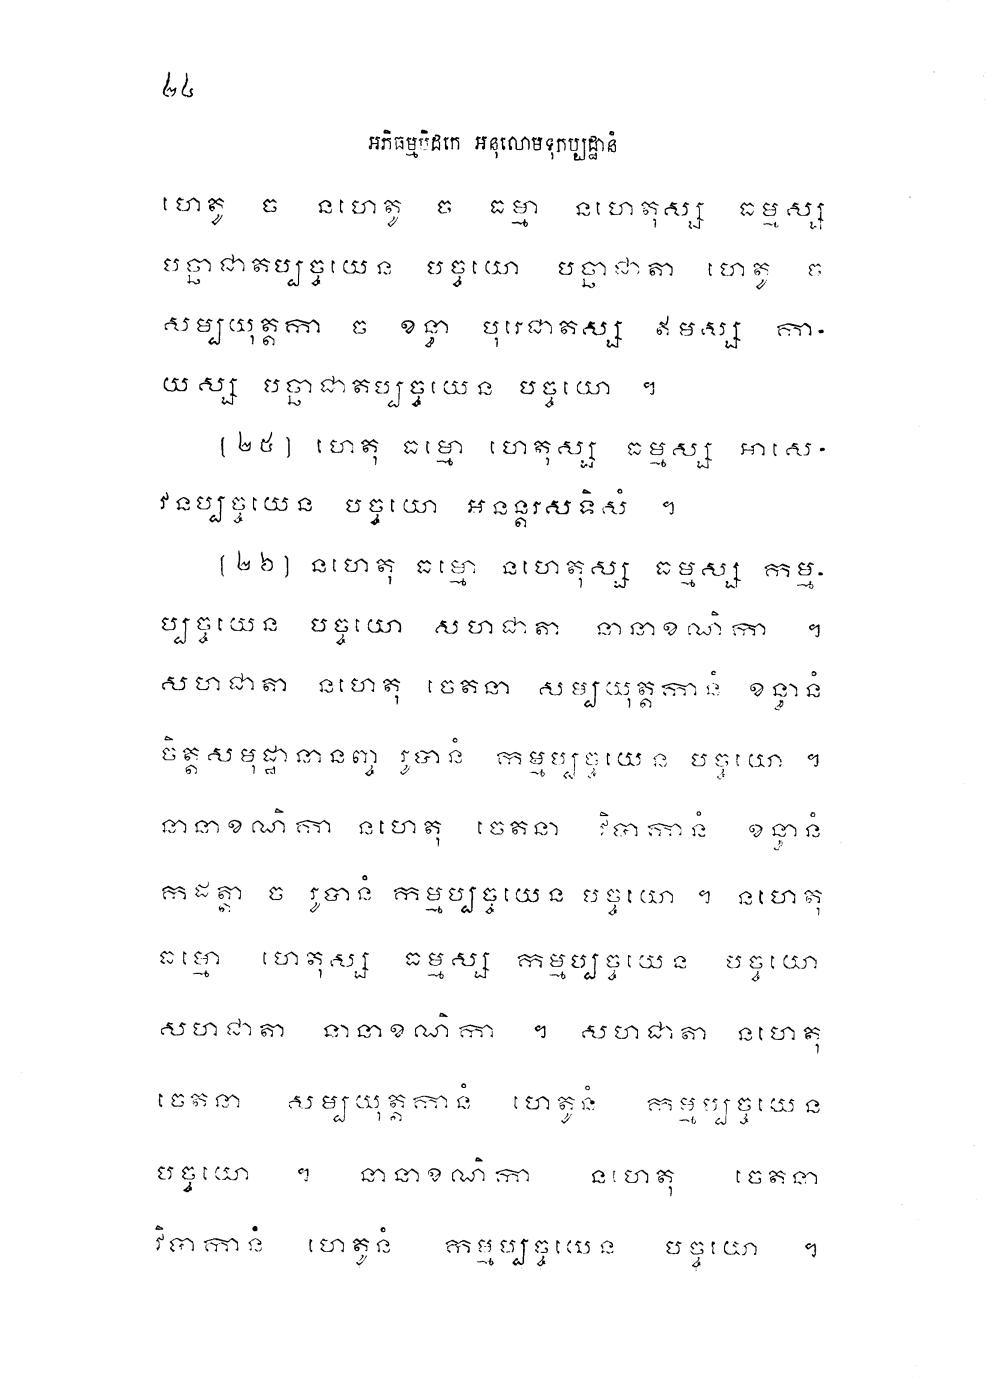 ២៤
អភិធម្មបិដកេ អនុលោមទុកប្បដ្ឋានំ
ហេតូ ច នហេតូ ច ធម្មា នហេតុស្ស ធម្មស្ស
បច្ឆាជាតប្បច្ចយេន បច្ចយោ បច្ឆាជាតា ហេតូ ច
សម្បយុត្តកា ច ខន្ធា បុរេជាតស្ស ឥមស្ស កា-
យស្ស បច្ឆាជាតប្បច្ចយេន បច្ចយោ ។
[២៥] ហេតុ ធម្មោ ហេតុស្ស ធម្មស្ស អាសេ-
វនប្បច្ចយេន បច្ចយោ អនន្តរសទិសំ ។
[២៦] នហេតុ ធម្មោ នហេតុស្ស ធម្មស្ស កម្ម-
ប្បច្ចយេន បច្ចយោ សហជាតា នានាខណិកា ។
សហជាតា នហេតុ ចេតនា សម្បយុត្តកានំ ខន្ធានំ
ចិត្តសមុដ្ឋានានញ្ច រូបានំ កម្មប្បច្ចយេន បច្ចយោ ។
នានាខណិកា នហេតុ ចេតនា វិបាកានំ ខន្ធានំ
កដត្តា ច រូបានំ កម្មប្បច្ចយេន បច្ចយោ ។ នហេតុ
ធម្មោ ហេតុស្ស ធម្មស្ស កម្មប្បច្ចយេន បច្ចយោ
សហជាតា នានាខណិកា ។ សហជាតា នហេតុ
ចេតនា សម្បយុត្តកានំ ហេតូនំ កម្មប្បច្ចយេន
បច្ចយោ ។ នានាខណិកា នហេតុ ចេតនា
វិបាកានំ ហេតូនំ កម្មប្បច្ចយេន បច្ចយោ ។